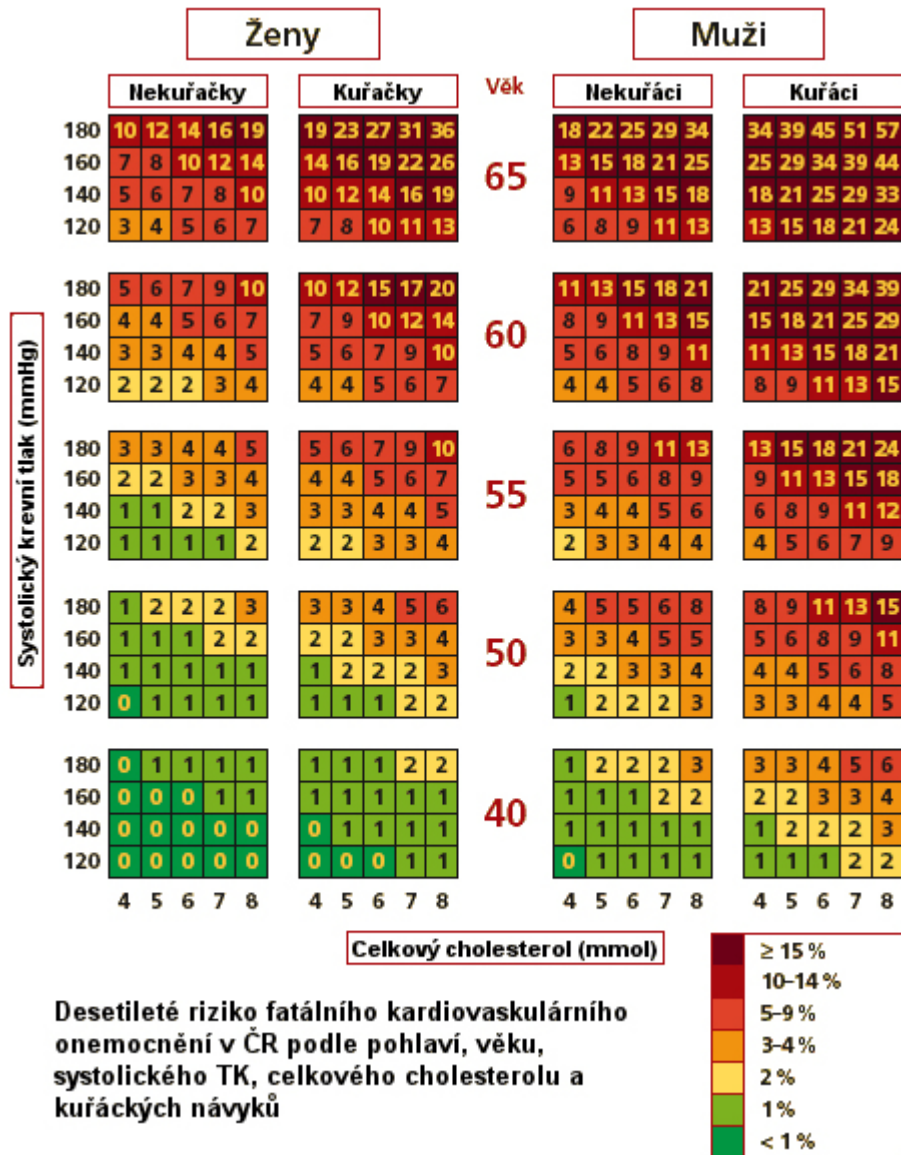 Ženy Muži
Nekuřačky Kuřačky Věk Nekuřáci Kuřáci
180 10 12 14 16 19 19 23 27 31 36 18 22 25 29 34 34 39 45 51 57
160 7 8 10 12 14 14 16 19 22 26 13 15 18 21 25 25 29 34 39 44
65
140 5 6 7 8 10 10 12 14 16 19 9 11 13 15 18 18 21 25 29 33
120 3 4 5 6 7 7 8 10 11 13 6 8 9 11 13 13 15 18 21 24
180 5 6 7 9 10 10 12 15 17 20 11 13 15 18 21 21 25 29 34 39
160 4 4 5 6 7 7 9 10 12 14 8 9 11 13 15 15 18 21 25 29
60
140 3 3 4 4 5 5 6 7 9 10 5 6 8 9 11 11 13 15 18 21
120 2 2 2 3 4 4 4 5 6 7 4 4 5 6 8 8 9 11 13 15
Systolický krevní tlak (mmHg)
180 3 3 4 4 5 5 6 7 9 10 6 8 9 11 13 13 15 18 21 24
160 2 2 3 3 4 4 4 5 6 7 5 5 6 8 9 9 11 13 15 18
55
140 1 1 2 2 3 3 3 4 4 5 3 4 4 5 6 6 8 9 11 12
120 1 1 1 1 2 2 2 3 3 4 2 3 3 4 4 4 5 6 7 9
180 1 2 2 2 3 3 3 4 5 6 4 5 5 6 8 8 9 11 13 15
160 1 1 1 2 2 2 2 3 3 4 3 3 4 5 5 5 6 8 9 11
50
140 1 1 1 1 1 1 2 2 2 3 2 2 3 3 4 4 4 5 6 8
120 0 1 1 1 1 1 1 1 2 2 1 2 2 2 3 3 3 4 4 5
180 0 1 1 1 1 1 1 1 2 2 1 2 2 2 3 3 3 4 5 6
160 0 0 0 1 1 1 1 1 1 1 1 1 1 2 2 2 2 3 3 4
40
140 0 0 0 0 0 0 1 1 1 1 1 1 1 1 1 1 2 2 2 3
120 0 0 0 0 0 0 0 0 1 1 0 1 1 1 1 1 1 1 2 2
4 5 6 7 8 4 5 6 7 8 4 5 6 7 8 4 5 6 7 8
Celkový cholesterol (mmol)
≥ 15 %
10–14 %
5–9 %
3–4 %
2 %
1 %
< 1 %
Desetileté riziko fatálního kardiovaskulárního
onemocnění v ČR podle pohlaví, věku,
systolického TK, celkového cholesterolu a
kuřáckých návyků